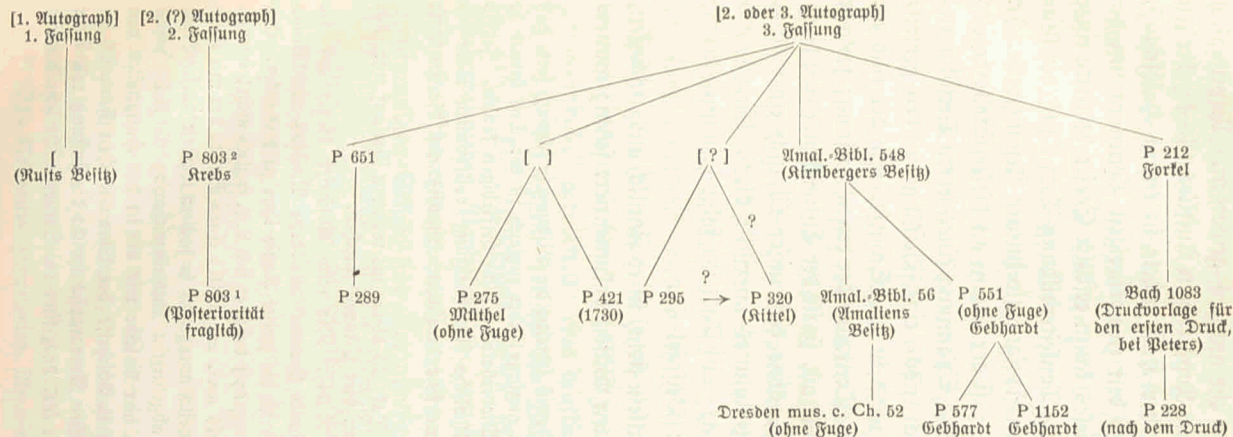 [1. Autograph]
1. Fassung
[2. (?) Autograph]
2. Fassung
[2. oder 3. Autograph]
3. Fassung
[ ]
(Rusts Besitz)
P 803 ²
Krebs
P 651
[ ]
[ ? ]
Amal.-Bibl. 548
(Kirnbergers Besitz)
P 212
Forkel
?
?
→
P 803 ¹
(Posteriorität
fraglich)
P 289
P 275
Müthel
(ohne Fuge)
P 421
(1730)
P 295
P 320
(Kittel)
Amal.-Bibl. 56
(Amaliens
Besitz)
P 551
(ohne Fuge)
Gebhardt
Bach 1083
(Druckvorlage für
den ersten Druck,
bei Peters)
Dresden mus. c. Ch. 52
(ohne Fuge)
P 577
Gebhardt
P 1152
Gebhardt
P 228
(nach dem Druck)